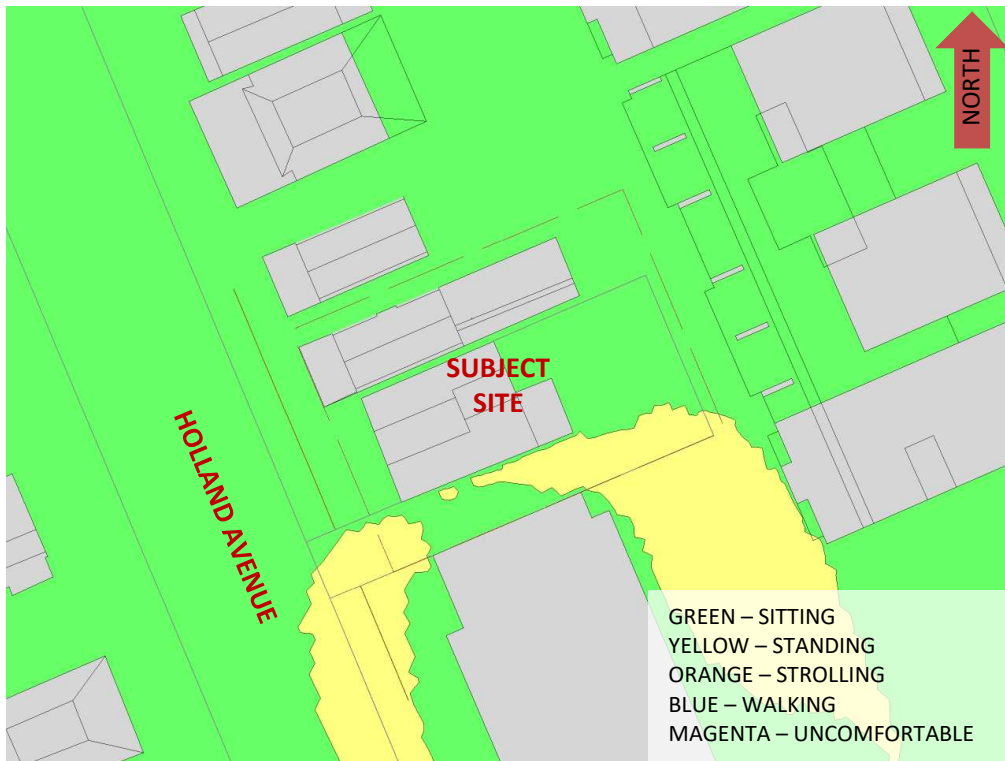 NORTH
SUBJECT
SITE
HOLLAND AVENUE
GREEN – SITTING
YELLOW – STANDING
ORANGE – STROLLING
BLUE – WALKING
MAGENTA – UNCOMFORTABLE